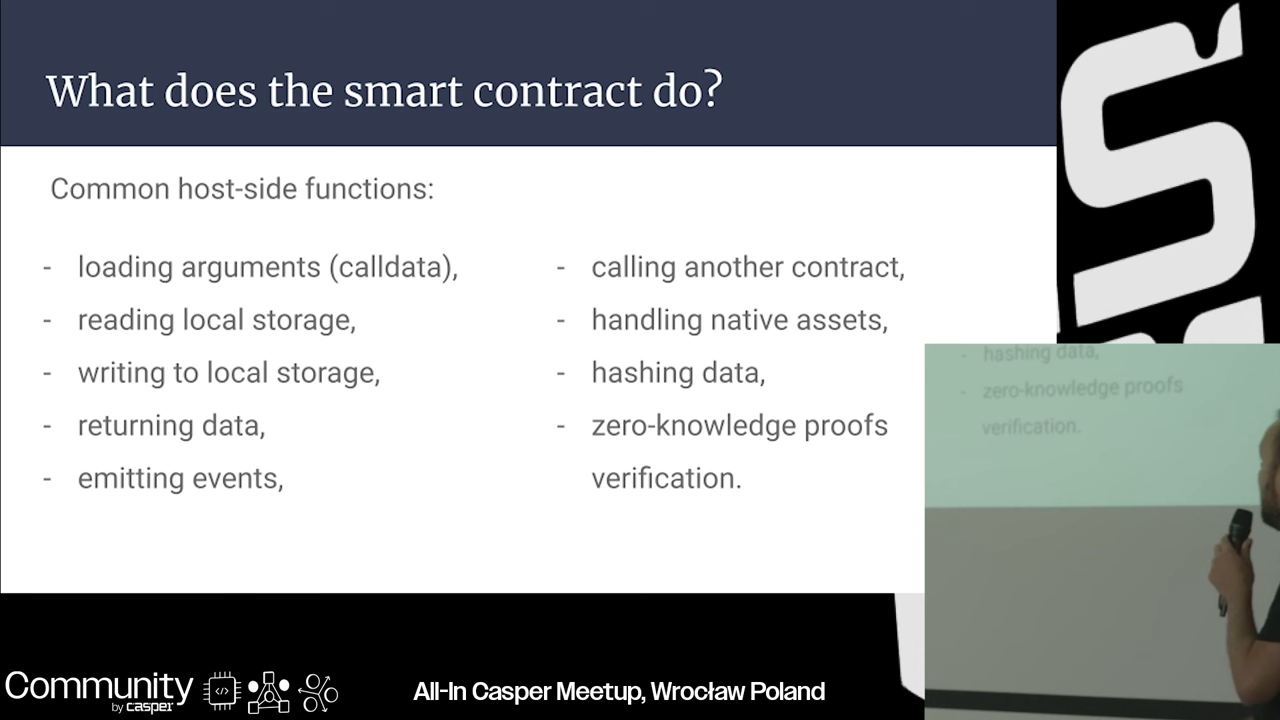 What does the smart contract do?
Common host-side functions:
- loading arguments (calldata),
- reading local storage,
- writing to local storage,
- returning data,
- emitting events,
- calling another contract,
- handling native assets,
- hashing data,
- zero-knowledge proofs
verification.
- hashing data,
- zero-knowledge proofs
verification.
Community
by casper
</>
All-In Casper Meetup, Wrocław Poland